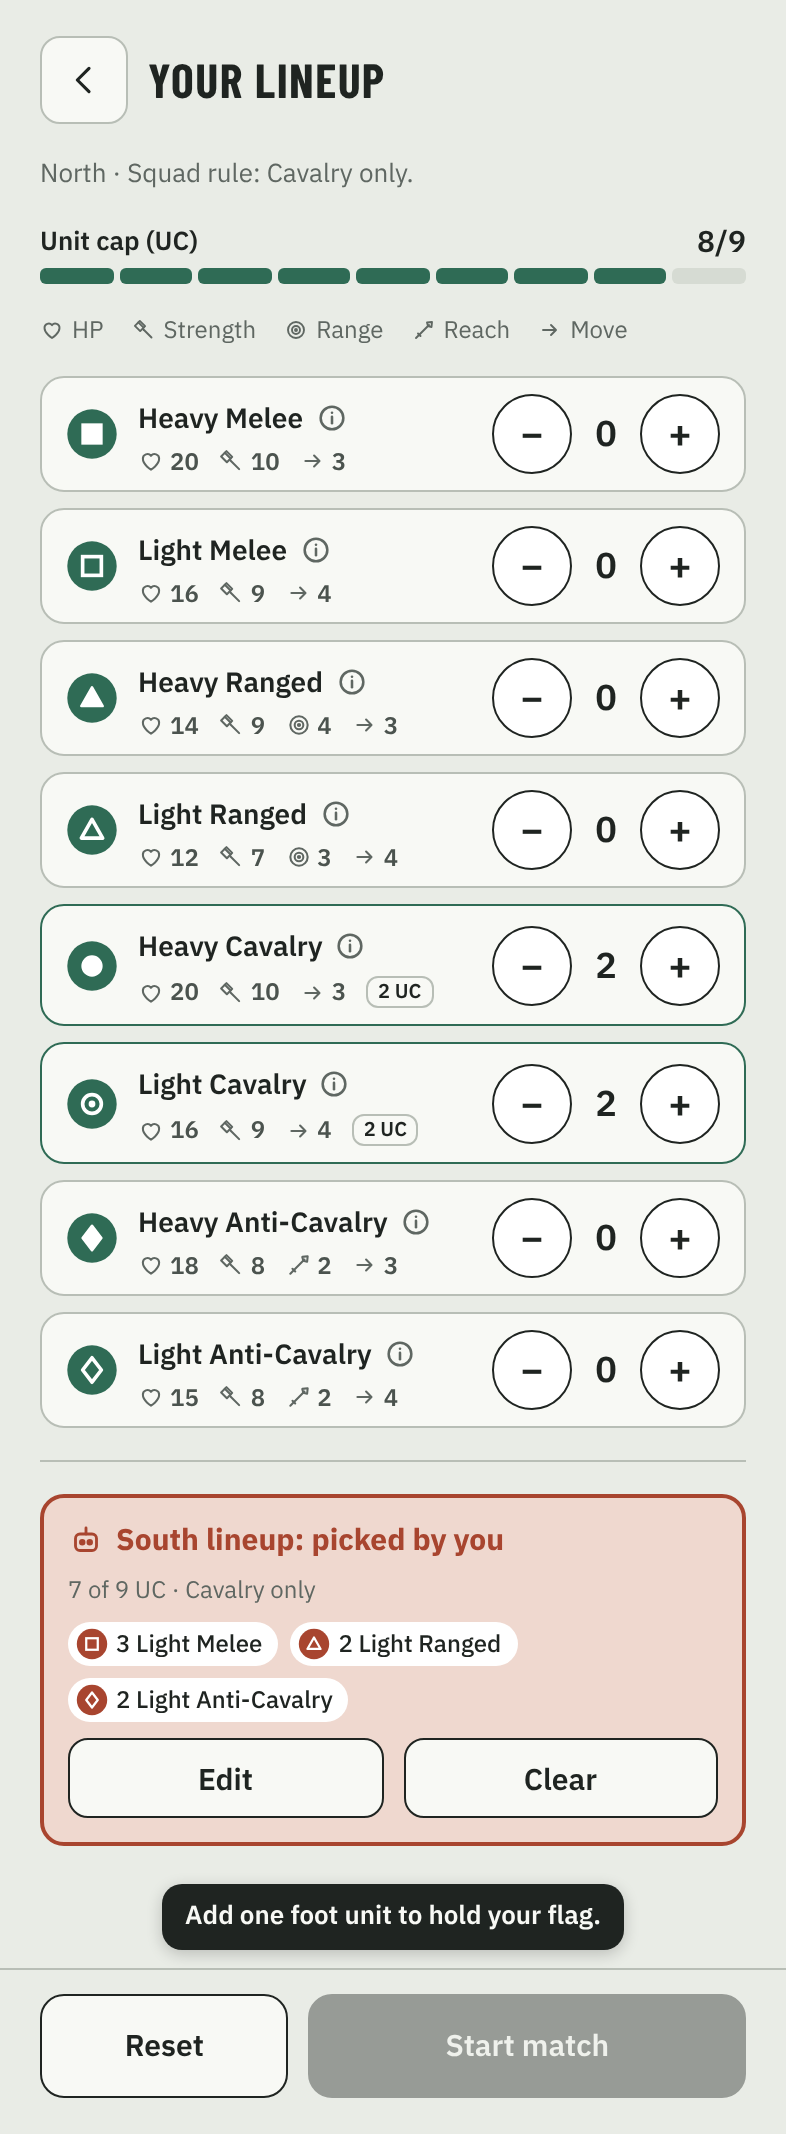 YOUR LINEUP
North · Squad rule: Cavalry only.
Unit cap (UC) 8/9
HP Strength Range Reach Move
Heavy Melee
20 10 3
− 0 +
Light Melee
16 9 4
− 0 +
Heavy Ranged
14 9 4 3
− 0 +
Light Ranged
12 7 3 4
− 0 +
Heavy Cavalry
20 10 3 2 UC
− 2 +
Light Cavalry
16 9 4 2 UC
− 2 +
Heavy Anti-Cavalry
18 8 2 3
− 0 +
Light Anti-Cavalry
15 8 2 4
− 0 +
South lineup: picked by you
7 of 9 UC · Cavalry only
3 Light Melee 2 Light Ranged
2 Light Anti-Cavalry
Edit Clear
Add one foot unit to hold your flag.
Reset Start match